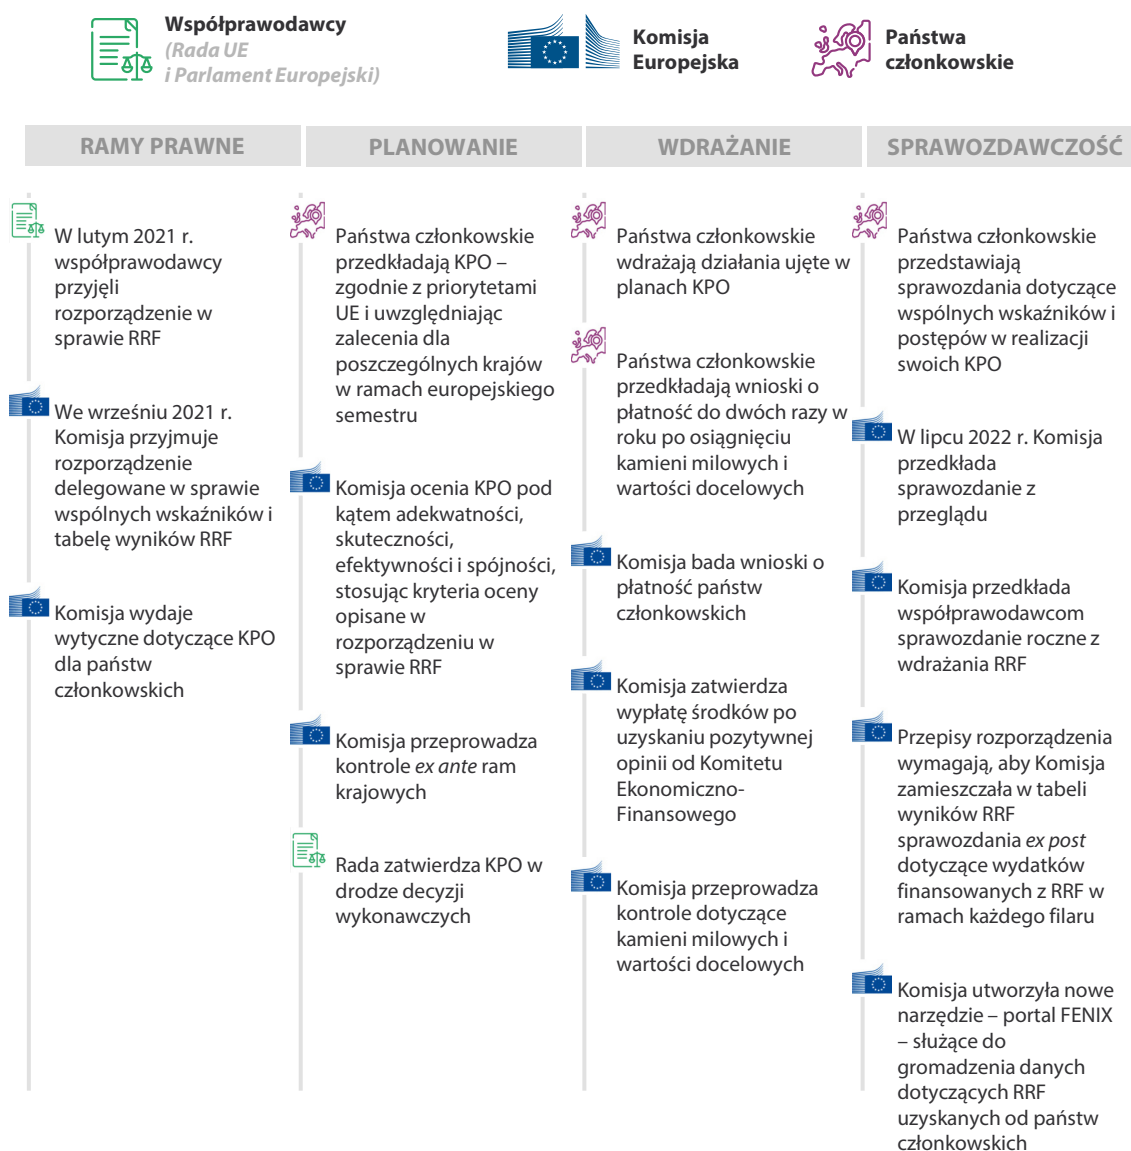 Współprawodawcy
(Rada UE
i Parlament Europejski)
Komisja
Europejska
Państwa
członkowskie
RAMY PRAWNE
PLANOWANIE
WDRAŻANIE
SPRAWOZDAWCZOŚĆ
W lutym 2021 r.
współprawodawcy
przyjęli
rozporządzenie w
sprawie RRF
We wrześniu 2021 r.
Komisja przyjmuje
rozporządzenie
delegowane w sprawie
wspólnych wskaźników i
tabelę wyników RRF
Komisja wydaje
wytyczne dotyczące KPO
dla państw
członkowskich
Państwa członkowskie
przedkładają KPO –
zgodnie z priorytetami
UE i uwzględniając
zalecenia dla
poszczególnych krajów
w ramach europejskiego
semestru
Komisja ocenia KPO pod
kątem adekwatności,
skuteczności,
efektywności i spójności,
stosując kryteria oceny
opisane w
rozporządzeniu w
sprawie RRF
Komisja przeprowadza
kontrole ex ante ram
krajowych
Rada zatwierdza KPO w
drodze decyzji
wykonawczych
Państwa członkowskie
wdrażają działania ujęte w
planach KPO
Państwa członkowskie
przedkładają wnioski o
płatność do dwóch razy w
roku po osiągnięciu
kamieni milowych i
wartości docelowych
Komisja bada wnioski o
płatność państw
członkowskich
Komisja zatwierdza
wypłatę środków po
uzyskaniu pozytywnej
opinii od Komitetu
Ekonomiczno-
Finansowego
Komisja przeprowadza
kontrole dotyczące
kamieni milowych i
wartości docelowych
Państwa członkowskie
przedstawiają
sprawozdania dotyczące
wspólnych wskaźników i
postępów w realizacji
swoich KPO
W lipcu 2022 r. Komisja
przedkłada
sprawozdanie z
przeglądu
Komisja przedkłada
współprawodawcom
sprawozdanie roczne z
wdrażania RRF
Przepisy rozporządzenia
wymagają, aby Komisja
zamieszczała w tabeli
wyników RRF
sprawozdania ex post
dotyczące wydatków
finansowanych z RRF w
ramach każdego filaru
Komisja utworzyła nowe
narzędzie – portal FENIX
– służące do
gromadzenia danych
dotyczących RRF
uzyskanych od państw
członkowskich